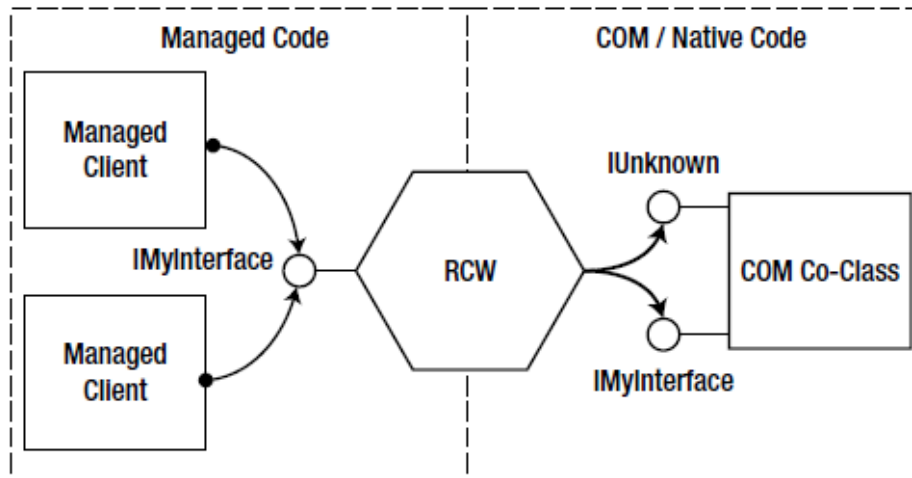 Managed Code
COM / Native Code
Managed
Client
IUnknown
IMyInterface
RCW
COM Co-Class
Managed
Client
IMyInterface